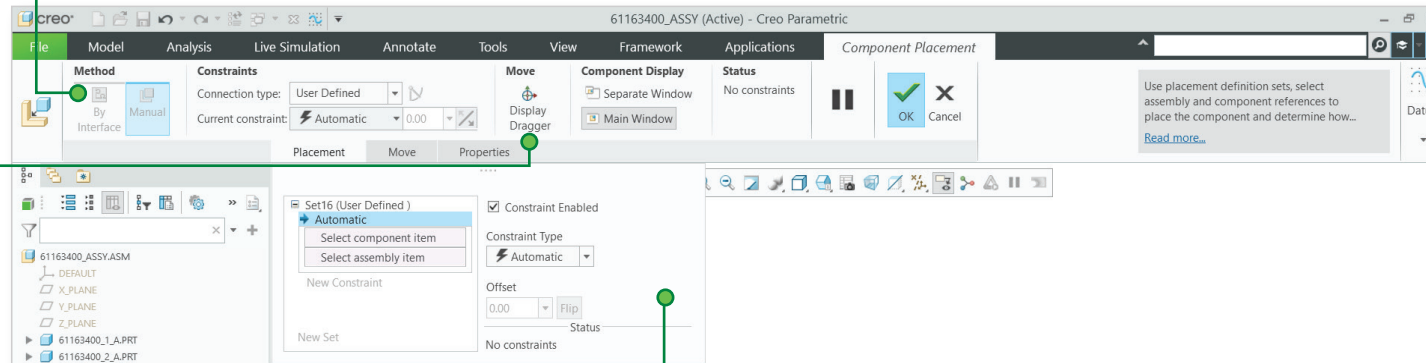 creo®
61163400_ASSY (Active) - Creo Parametric
File Model Analysis Live Simulation Annotate Tools View Framework Applications Component Placement
Method Constraints Move Component Display Status
By Interface
Manual
Connection type: User Defined
Current constraint: Automatic 0.00
Display Dragger
Separate Window
Main Window
No constraints
OK Cancel
Use placement definition sets, select
assembly and component references to
place the component and determine how...
Read more...
Dat
Placement Move Properties
61163400_ASSY.ASM
DEFAULT
X_PLANE
Y_PLANE
Z_PLANE
61163400_1_A.PRT
61163400_2_A.PRT
Set16 (User Defined )
Automatic
Select component item
Select assembly item
New Constraint
New Set
Constraint Enabled
Constraint Type
Automatic
Offset
0.00 Flip
Status
No constraints